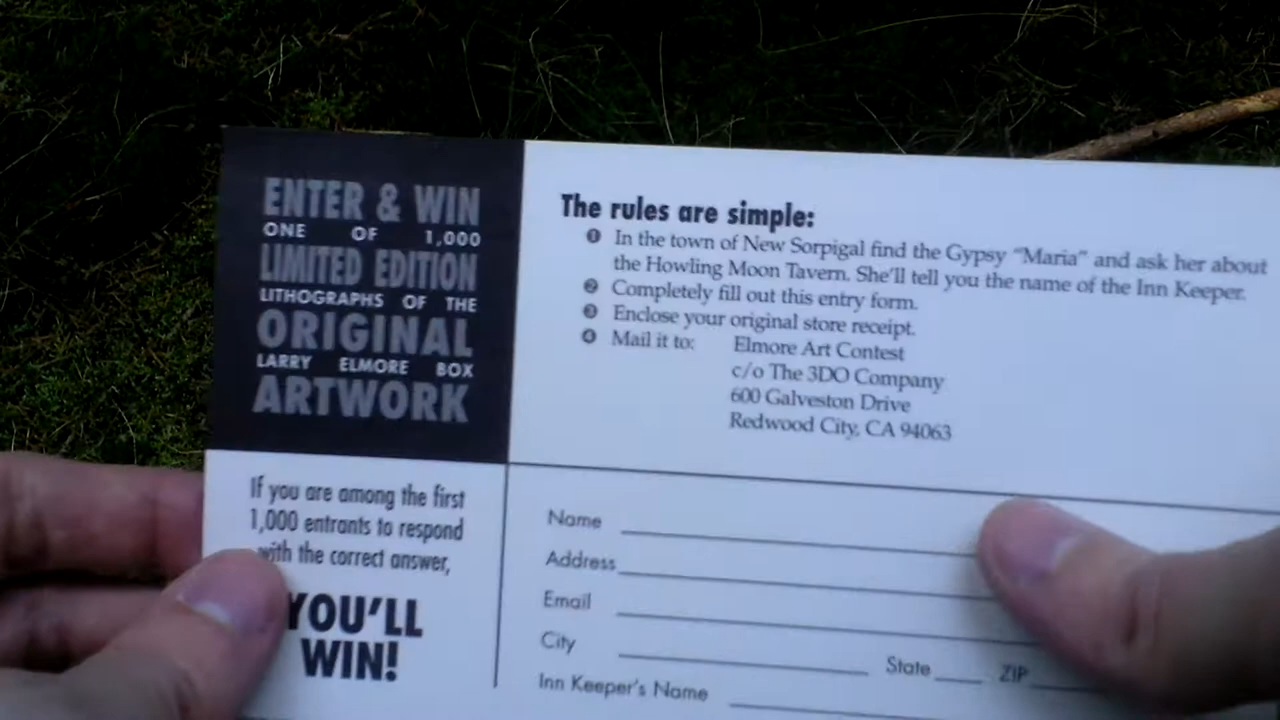 ENTER & WIN
ONE OF 1,000
LIMITED EDITION
LITHOGRAPHS OF THE
ORIGINAL
LARRY ELMORE BOX
ARTWORK
If you are among the first
1,000 entrants to respond
with the correct answer,
YOU'LL
WIN!
The rules are simple:
❶ In the town of New Sorpigal find the Gypsy "Maria" and ask her about
the Howling Moon Tavern. She'll tell you the name of the Inn Keeper.
❷ Completely fill out this entry form.
❸ Enclose your original store receipt.
❹ Mail it to: Elmore Art Contest
c/o The 3DO Company
600 Galveston Drive
Redwood City, CA 94063
Name
Address
Email
City State ZIP
Inn Keeper's Name